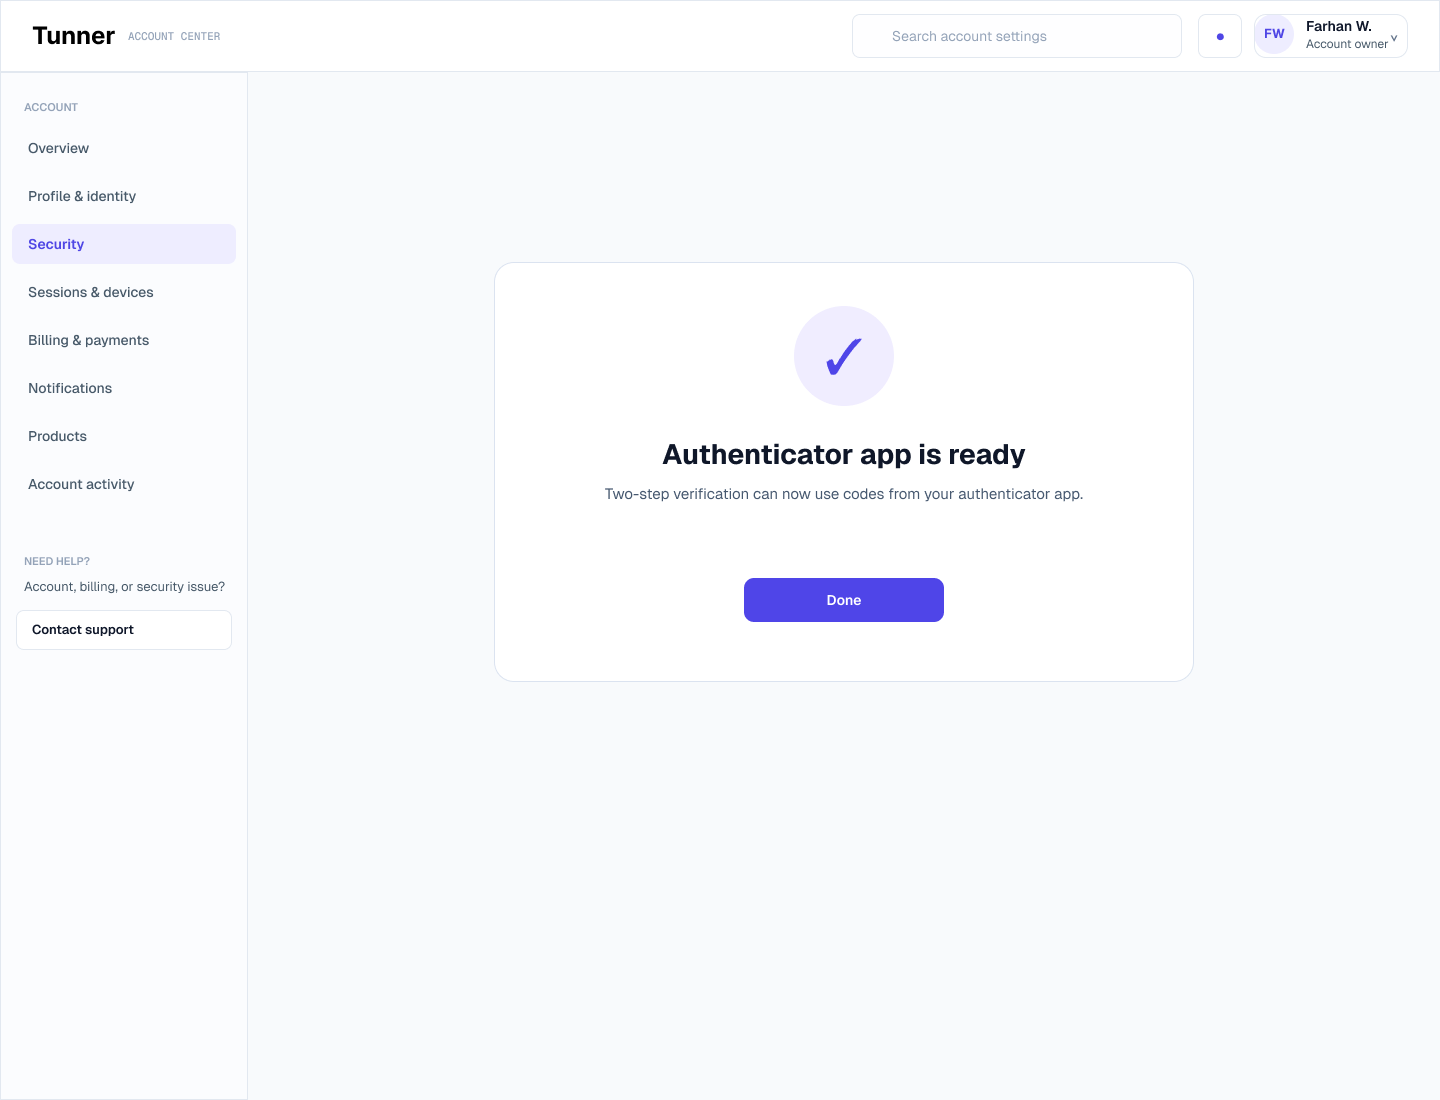 Tunner ACCOUNT CENTER
Search account settings
FW
Farhan W.
Account owner
ACCOUNT
Overview
Profile & identity
Security
Sessions & devices
Billing & payments
Notifications
Products
Account activity
NEED HELP?
Account, billing, or security issue?
Contact support
Authenticator app is ready
Two-step verification can now use codes from your authenticator app.
Done